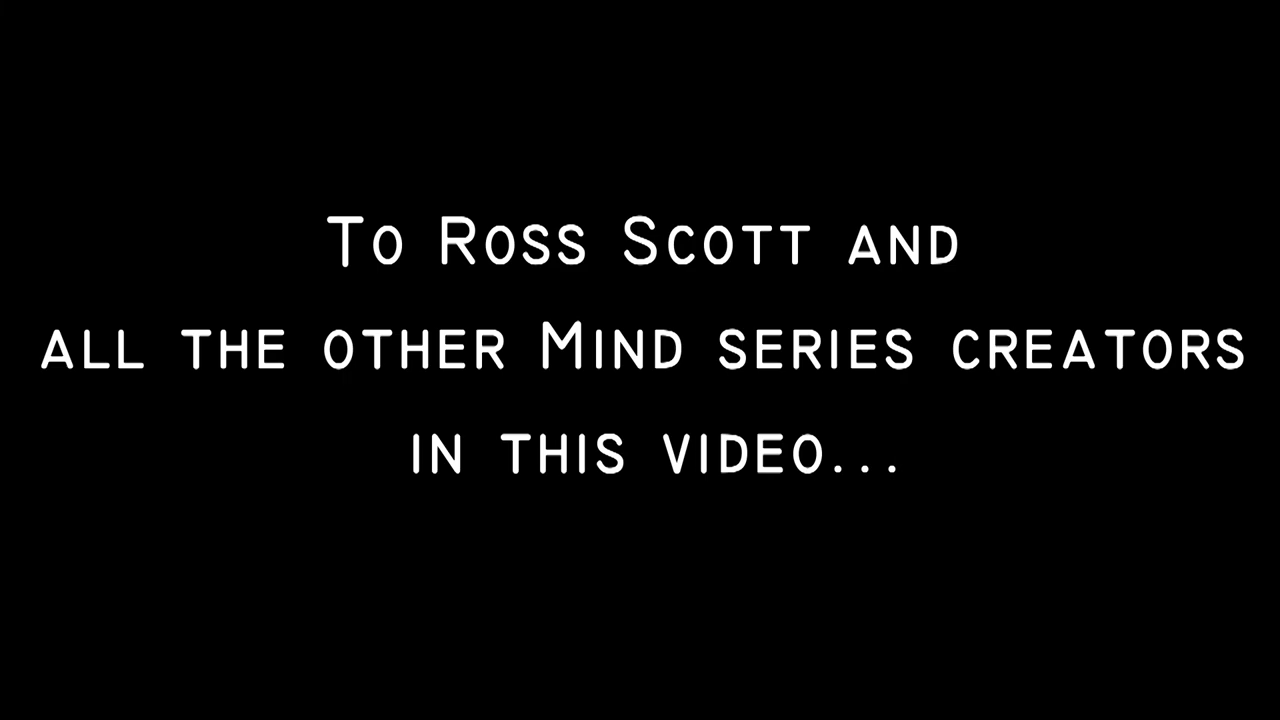 To Ross Scott and
all the other Mind series creators
in this video...